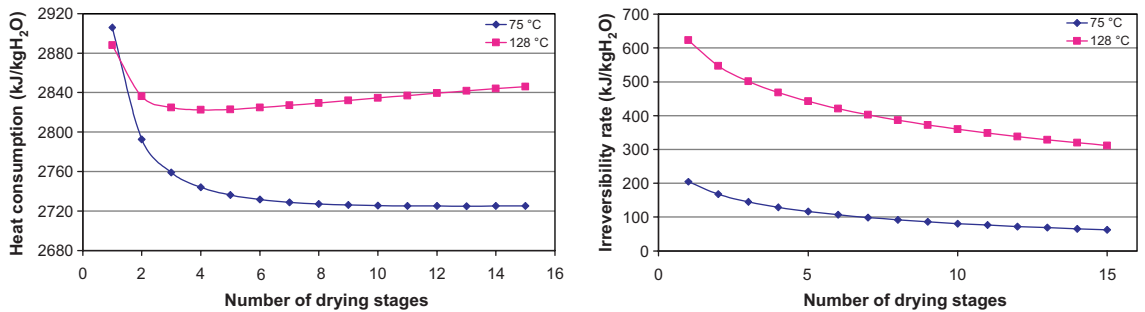 Heat consumption (kJ/kgH₂O)
2920
2880
2840
2800
2760
2720
2680
0 2 4 6 8 10 12 14 16
Number of drying stages
75 °C
128 °C
Irreversibility rate (kJ/kgH₂O)
700
600
500
400
300
200
100
0
0 5 10 15
Number of drying stages
75 °C
128 °C